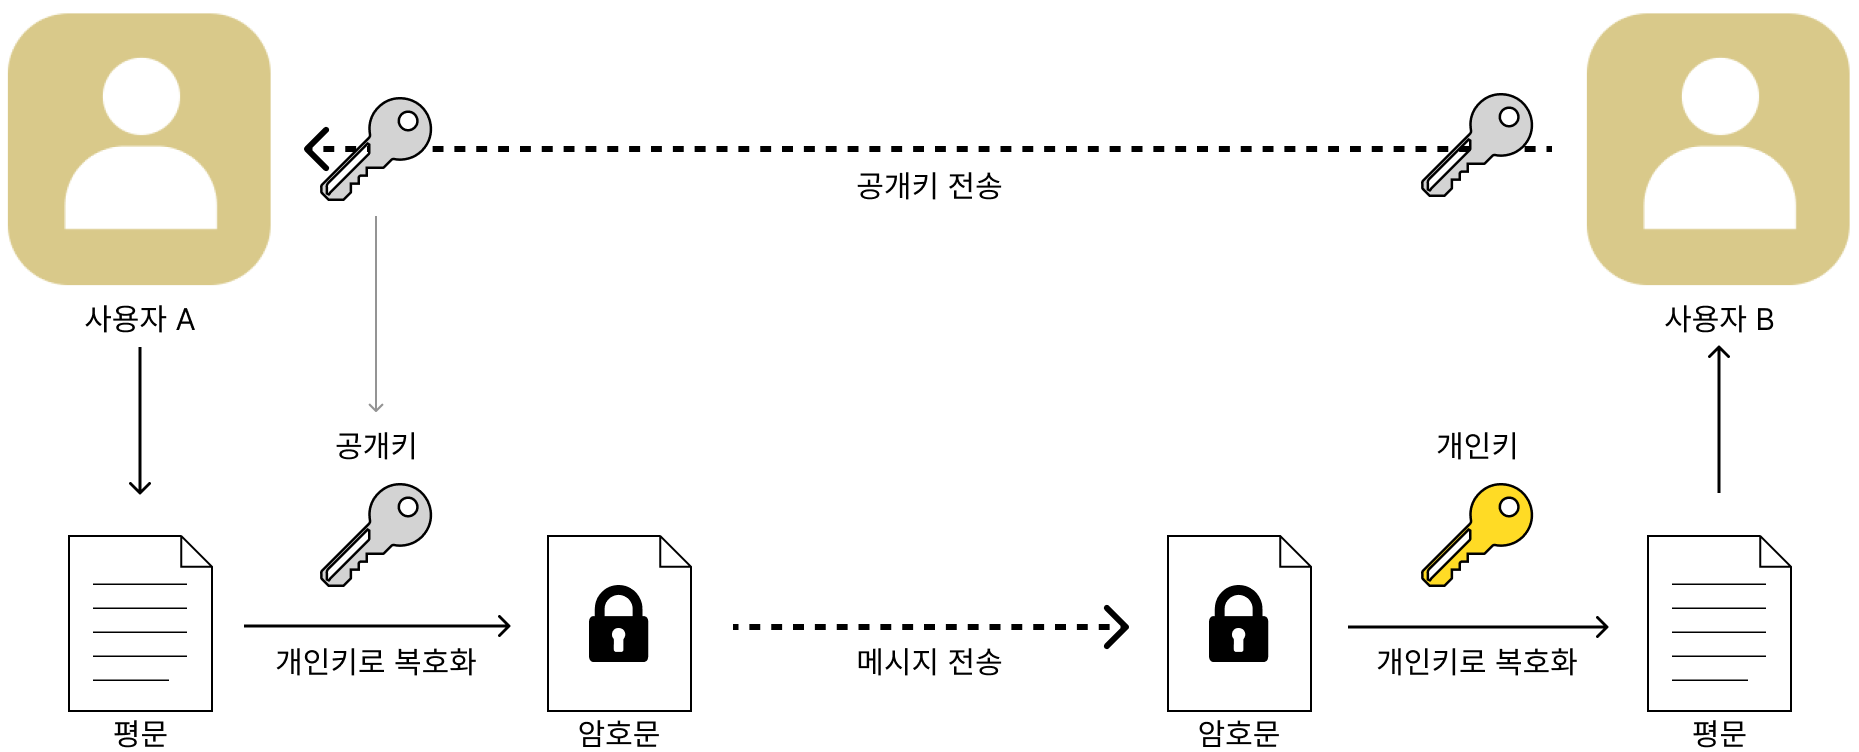 공개키 전송
사용자 A
사용자 B
공개키
개인키
개인키로 복호화
메시지 전송
개인키로 복호화
평문
암호문
암호문
평문